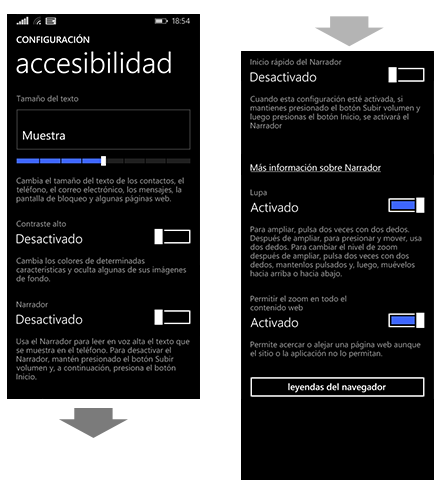 18:54
CONFIGURACIÓN
accesibilidad
Tamaño del texto
Muestra
Cambia el tamaño del texto de los contactos, el
teléfono, el correo electrónico, los mensajes, la
pantalla de bloqueo y algunas páginas web.
Contraste alto
Desactivado
Cambia los colores de determinadas
características y oculta algunas de sus imágenes
de fondo.
Narrador
Desactivado
Usa el Narrador para leer en voz alta el texto que
se muestra en el teléfono. Para desactivar el
Narrador, mantén presionado el botón Subir
volumen y, a continuación, presiona el botón
Inicio.
Inicio rápido del Narrador
Desactivado
Cuando esta configuración esté activada, si
mantienes presionado el botón Subir volumen y
luego presionas el botón Inicio, se activará el
Narrador
Más información sobre Narrador
Lupa
Activado
Para ampliar, pulsa dos veces con dos dedos.
Después de ampliar, para presionar y mover, usa
dos dedos. Para cambiar el nivel de zoom
después de ampliar, pulsa dos veces con dos
dedos, mantenlos pulsados y, luego, muévelos
hacia arriba o hacia abajo.
Permitir el zoom en todo el
contenido web
Activado
Permite acercar o alejar una página web aunque
el sitio o la aplicación no lo permitan.
leyendas del navegador